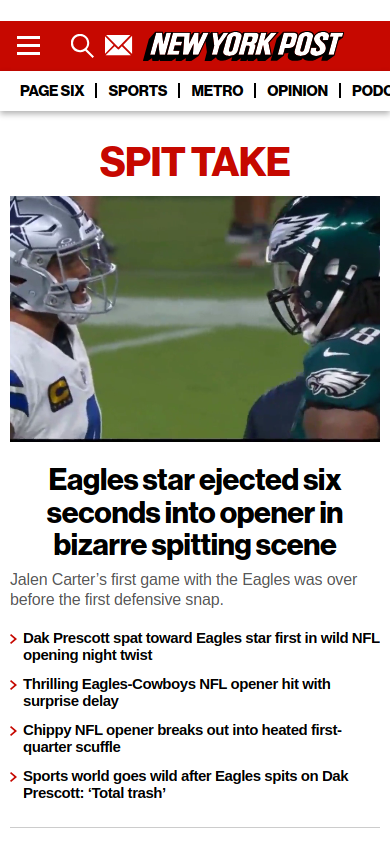 NEW YORK POST
PAGE SIX | SPORTS | METRO | OPINION | PODC
SPIT TAKE
C
8
Eagles star ejected six
seconds into opener in
bizarre spitting scene
Jalen Carter’s first game with the Eagles was over
before the first defensive snap.
Dak Prescott spat toward Eagles star first in wild NFL
opening night twist
Thrilling Eagles-Cowboys NFL opener hit with
surprise delay
Chippy NFL opener breaks out into heated first-
quarter scuffle
Sports world goes wild after Eagles spits on Dak
Prescott: ‘Total trash’